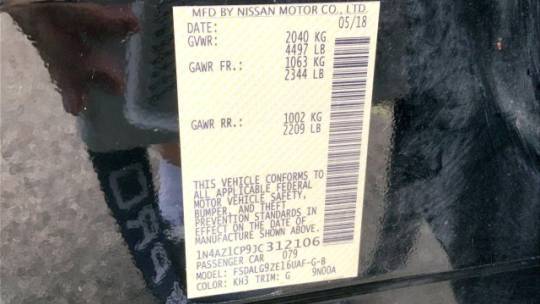 MFD BY NISSAN MOTOR CO., LTD.
DATE: 05/18
GVWR: 2040 KG
4497 LB
GAWR FR.: 1063 KG
2344 LB
GAWR RR.: 1002 KG
2209 LB
THIS VEHICLE CONFORMS TO
ALL APPLICABLE FEDERAL
MOTOR VEHICLE SAFETY,
BUMPER, AND THEFT
PREVENTION STANDARDS IN
EFFECT ON THE DATE OF
MANUFACTURE SHOWN ABOVE.
1N4AZ1CP9JC312106
PASSENGER CAR 079
MODEL: FSDALG9ZE16UAF-G-B
COLOR: KH3 TRIM: G 9N00A